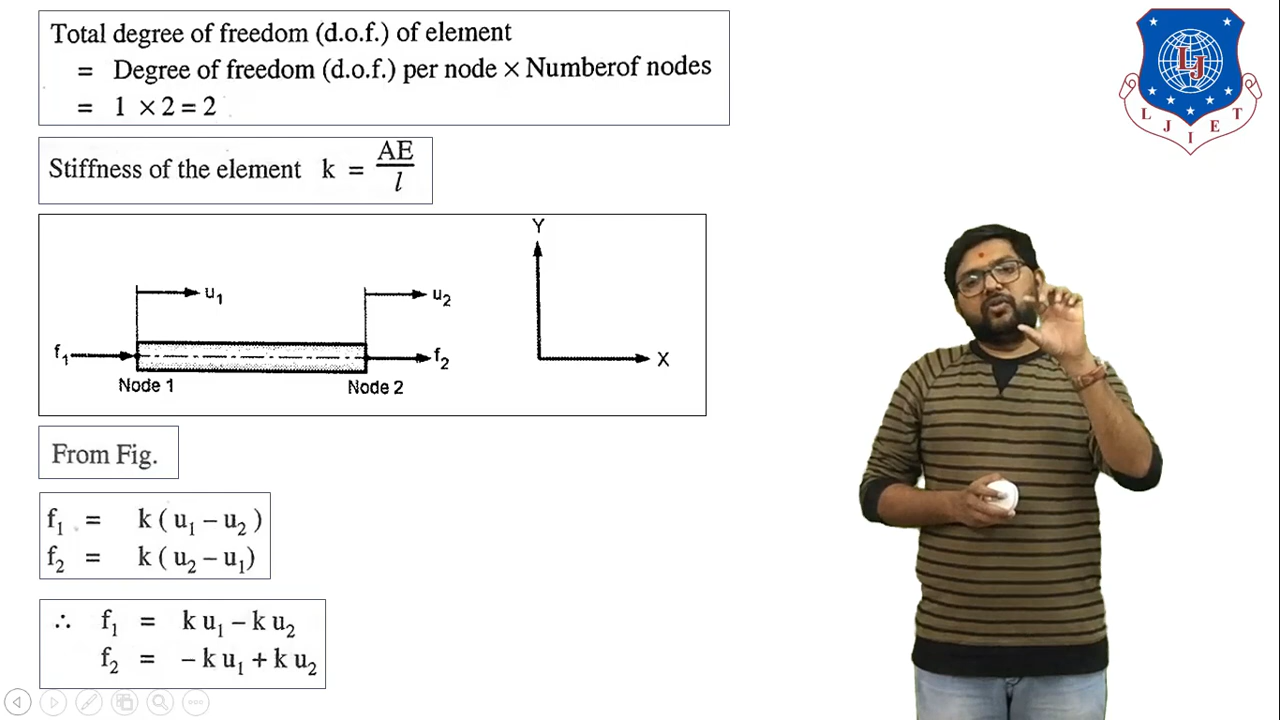 Total degree of freedom (d.o.f.) of element
= Degree of freedom (d.o.f.) per node × Numberof nodes
= 1 × 2 = 2
Stiffness of the element k = AE/l
Y
u1
u2
f1
f2
X
Node 1
Node 2
From Fig.
f1 = k ( u1 – u2 )
f2 = k ( u2 – u1)
∴ f1 = k u1 – k u2
f2 = – k u1 + k u2
LJ
L J I E T